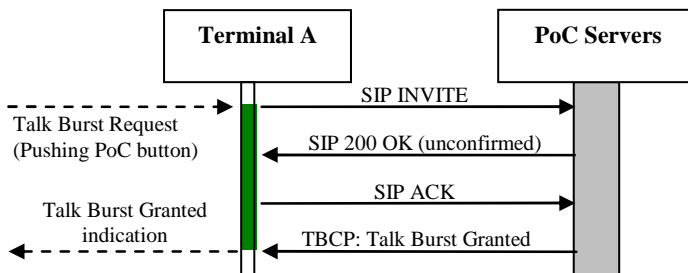 Terminal A
PoC Servers
SIP INVITE
Talk Burst Request
(Pushing PoC button)
SIP 200 OK (unconfirmed)
SIP ACK
Talk Burst Granted
indication
TBCP: Talk Burst Granted